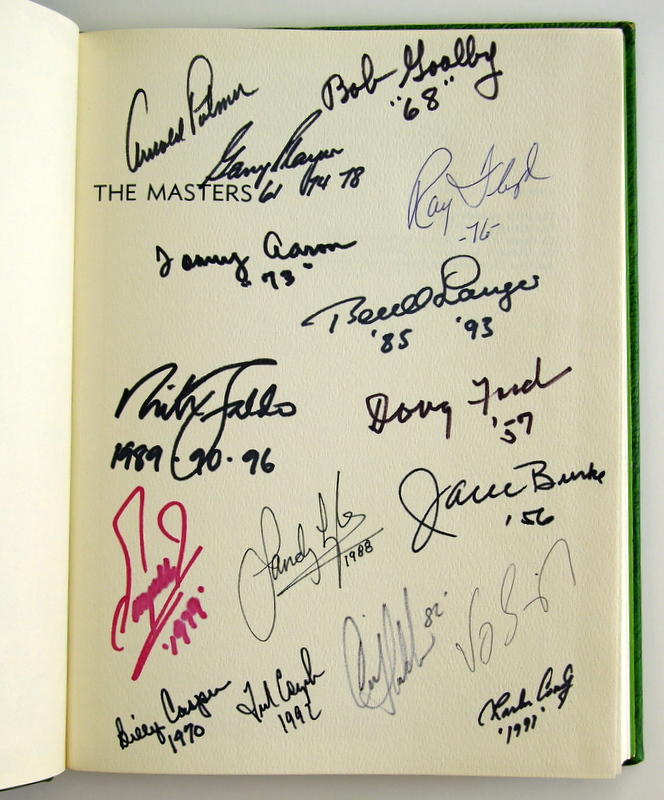 Arnold Palmer
Bob Goalby
"68"
Gary Player
61 74 78
THE MASTERS
Ray Floyd
-76-
Tommy Aaron
"73"
'85 '93
Nick Faldo
1989 · 90 · 96
Doug Ford
'57
Jack Burke
'56
Sandy Lyle
1988
'1979'
82'
Billy Casper
1970
Fred Couple
1992
'1991'